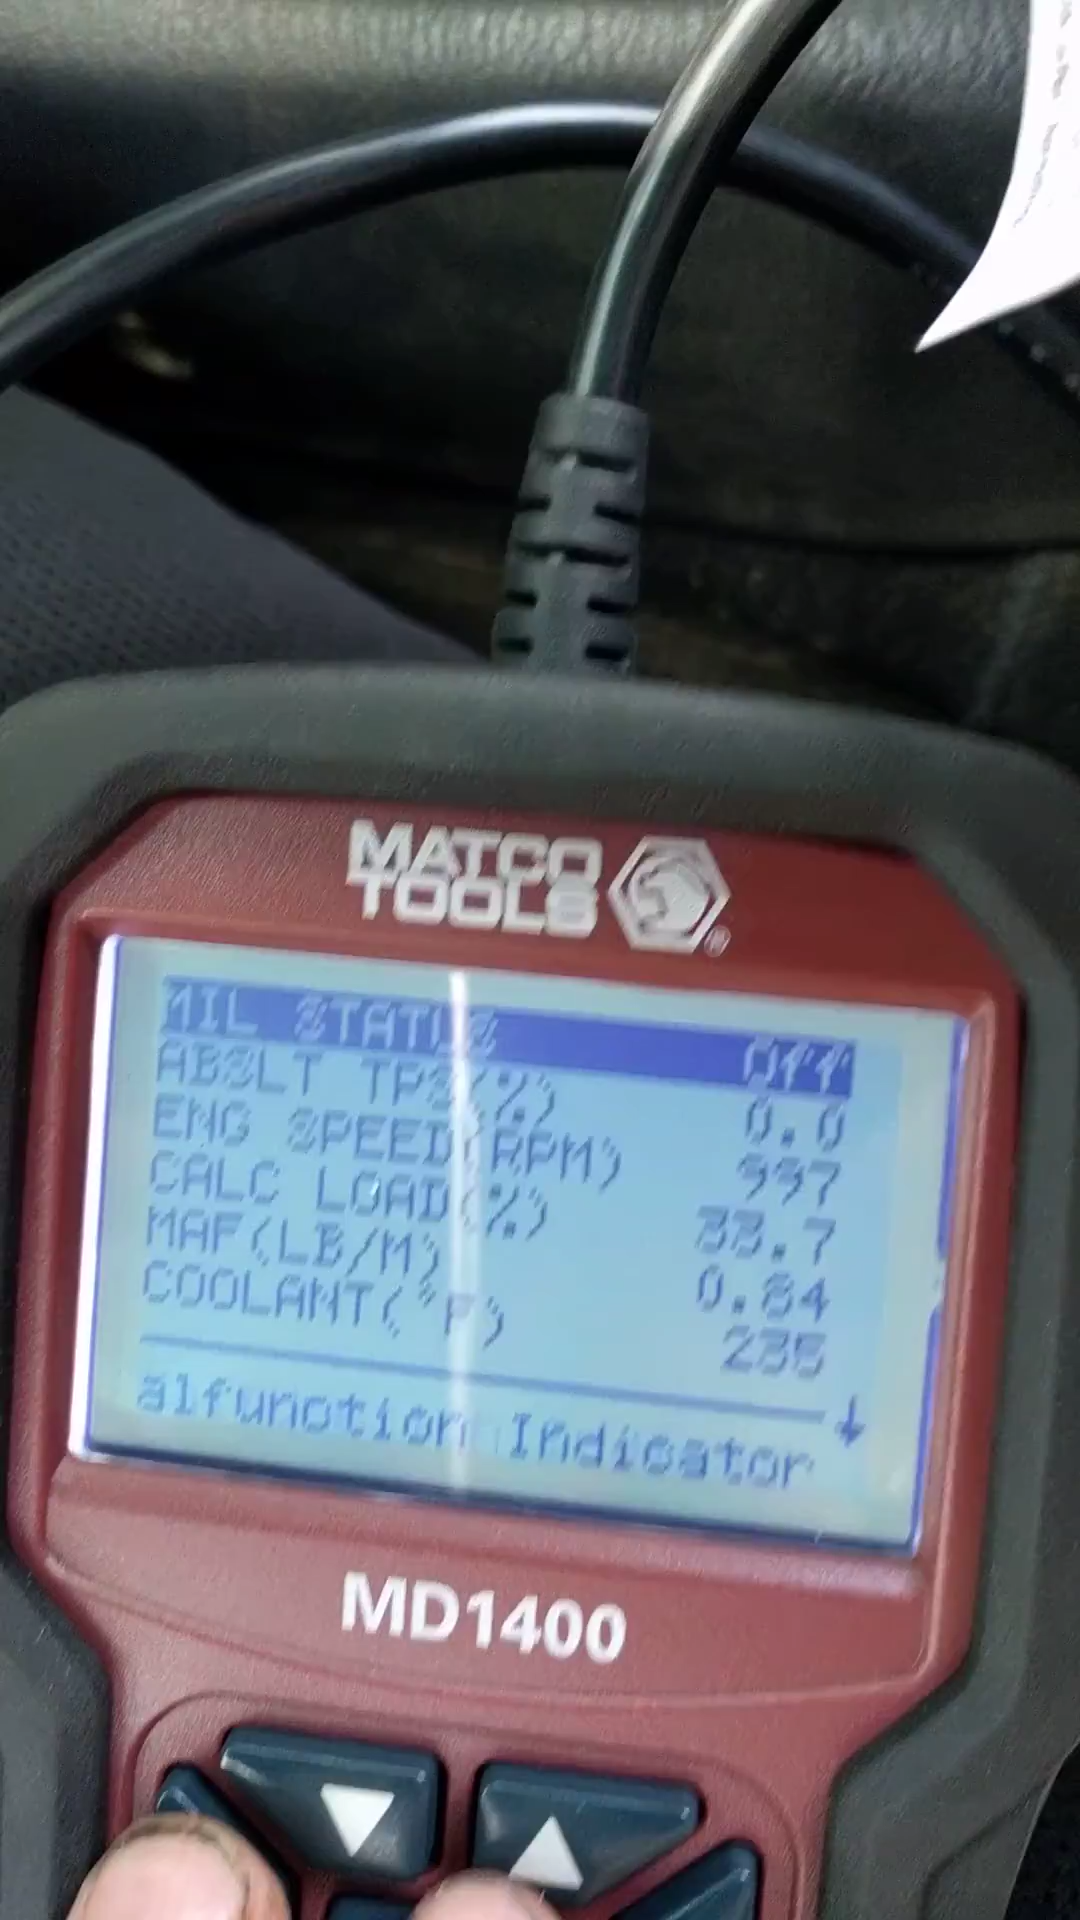 MATCO
TOOLS
®
MIL STATUS Off
ABSLT TPS(%) 0.0
ENG SPEED(RPM) 997
CALC LOAD(%) 33.7
MAF(LB/M) 0.84
COOLANT(°F) 235
alfunction Indicator
MD1400